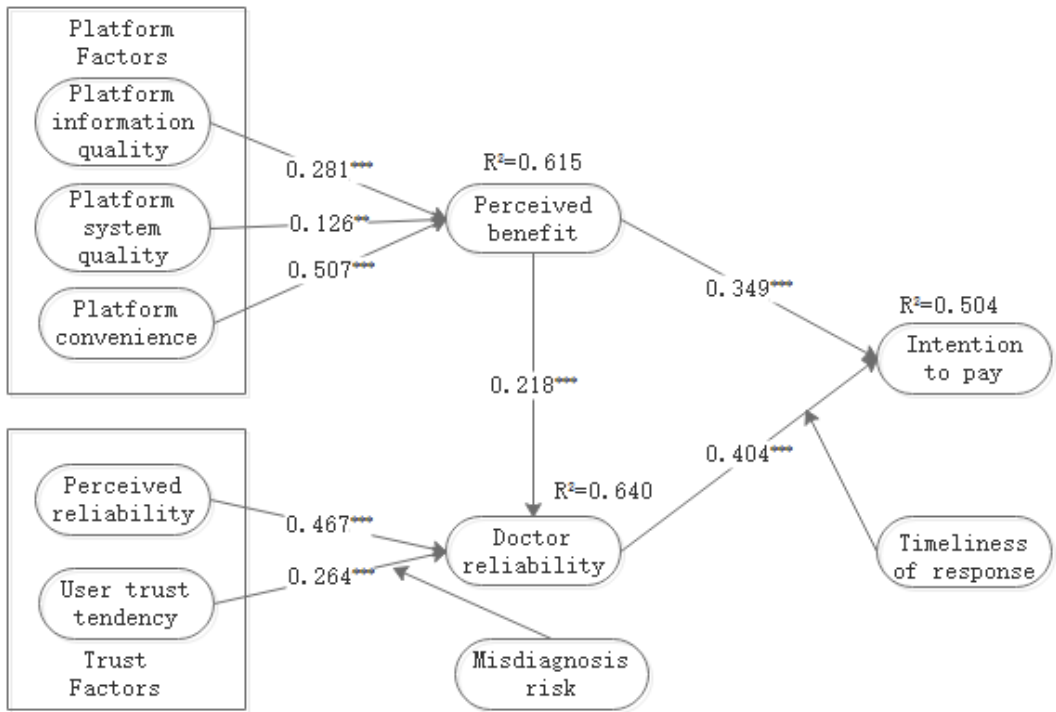 Platform
Factors
Platform
information
quality
0.281***
R²=0.615
Platform
system
quality
0.126**
Perceived
benefit
0.507***
Platform
convenience
0.349***
R²=0.504
Intention
to pay
0.218***
0.404***
Perceived
reliability
R²=0.640
0.467***
Doctor
reliability
Timeliness
of response
0.264***
User trust
tendency
Trust
Factors
Misdiagnosis
risk